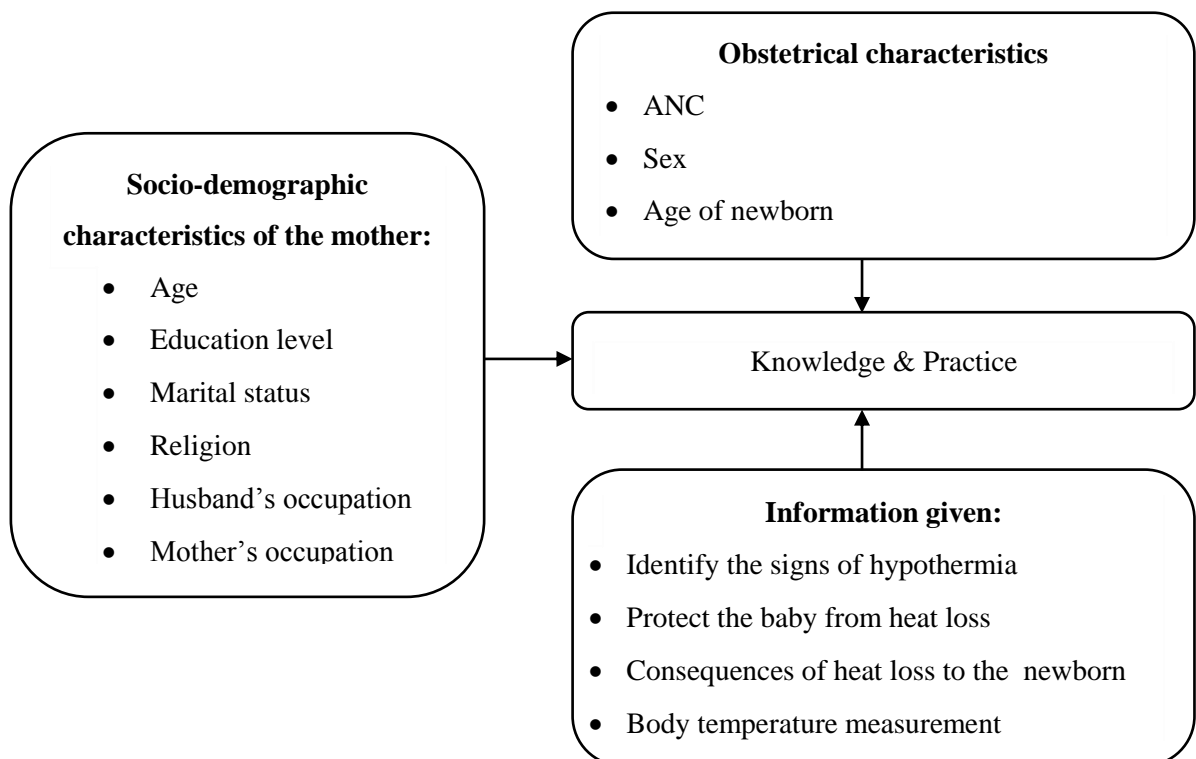 Obstetrical characteristics
• ANC
• Sex
• Age of newborn
Socio-demographic
characteristics of the mother:
• Age
• Education level
• Marital status
• Religion
• Husband’s occupation
• Mother’s occupation
Knowledge & Practice
Information given:
• Identify the signs of hypothermia
• Protect the baby from heat loss
• Consequences of heat loss to the newborn
• Body temperature measurement